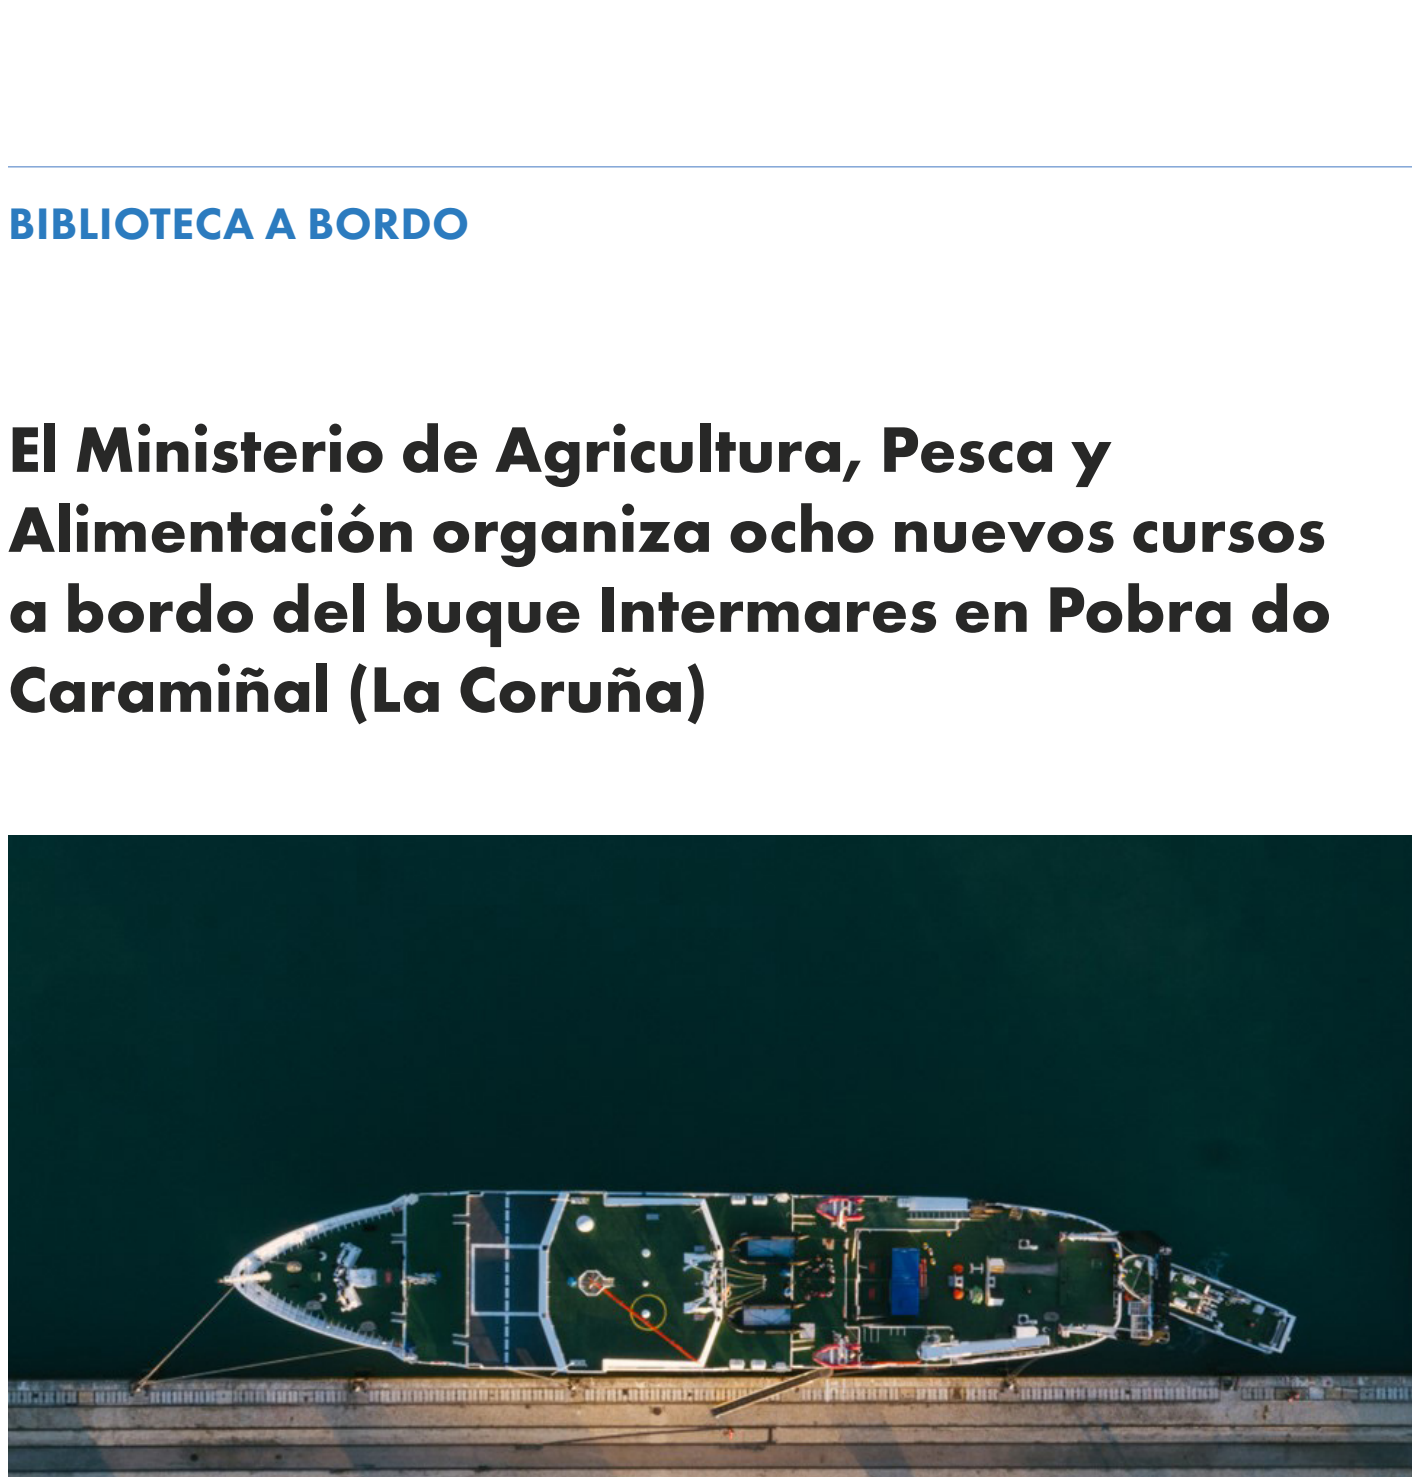 BIBLIOTECA A BORDO
El Ministerio de Agricultura, Pesca y
Alimentación organiza ocho nuevos cursos
a bordo del buque Intermares en Pobra do
Caramiñal (La Coruña)